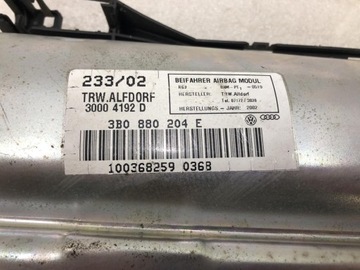 233/02
TRW.ALFDORF
3000 4192 D
BEIFAHRER AIRBAG MODUL
HERSTELLER: TRW.Alfdorf
HERSTELLUNGS - JAHR: 2002
3B0 880 204 E
100368259 0368